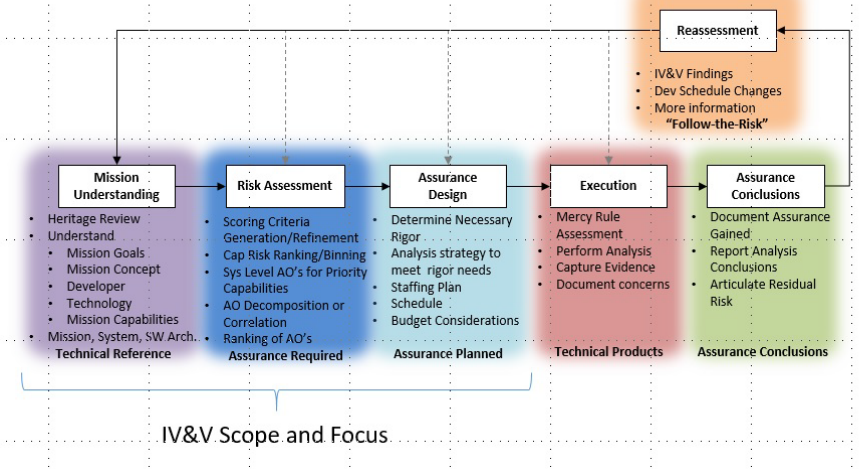 Reassessment
• IV&V Findings
• Dev Schedule Changes
• More information
“Follow-the-Risk”
Mission
Understanding
• Heritage Review
• Understand
• Mission Goals
• Mission Concept
• Developer
• Technology
• Mission Capabilities
• Mission, System, SW Arch.
Technical Reference
Risk Assessment
• Scoring Criteria
Generation/Refinement
• Cap Risk Ranking/Binning
• Sys Level AO’s for Priority
Capabilities
• AO Decomposition or
Correlation
• Ranking of AO’s
Assurance Required
Assurance
Design
• Determine Necessary
Rigor
• Analysis strategy to
meet rigor needs
• Staffing Plan
• Schedule
• Budget Considerations
Assurance Planned
Execution
• Mercy Rule
Assessment
• Perform Analysis
• Capture Evidence
• Document concerns
Technical Products
Assurance
Conclusions
• Document Assurance
Gained
• Report Analysis
Conclusions
• Articulate Residual
Risk
Assurance Conclusions
IV&V Scope and Focus